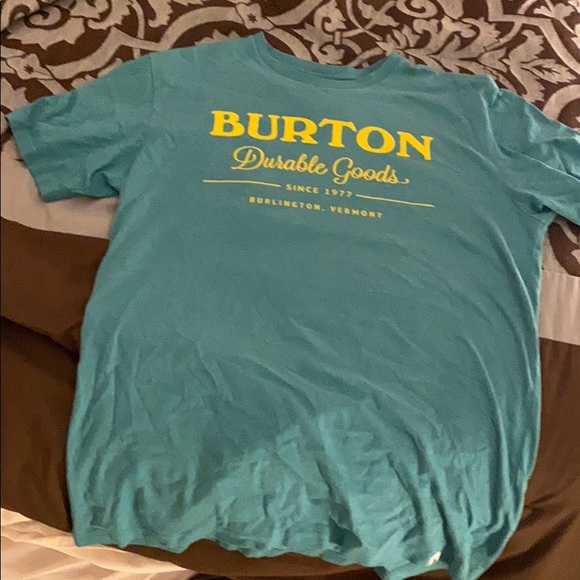 BURTON
Durable Goods
SINCE 1977
BURLINGTON, VERMONT